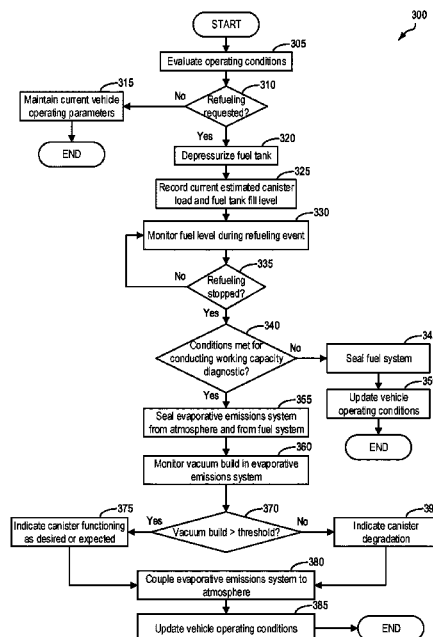 300
START
305
Evaluate operating conditions
310
315
Maintain current vehicle
operating parameters
No
Refueling
requested?
END
Yes
320
Depressurize fuel tank
325
Record current estimated canister
load and fuel tank fill level
330
Monitor fuel level during refueling event
335
No
Refueling
stopped?
Yes
340
Conditions met for
conducting working capacity
diagnostic?
No
34
Seal fuel system
35
Update vehicle
operating conditions
END
Yes
355
Seal evaporative emissions system
from atmosphere and from fuel system
360
Monitor vacuum build in evaporative
emissions system
375
370
39
Indicate canister functioning
as desired or expected
Yes
Vacuum build > threshold?
No
Indicate canister
degradation
380
Couple evaporative emissions system to
atmosphere
385
Update vehicle operating conditions
END